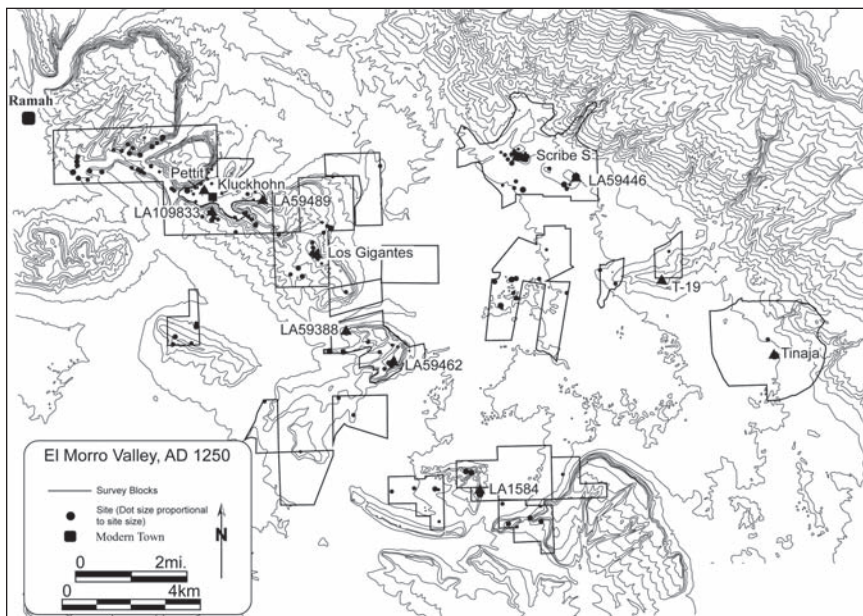 Ramah
Pettit
Kluckhohn
LA59489
LA109833
Los Gigantes
Scribe S
LA59446
T-19
LA59388
LA59462
Tinaja
LA1584
El Morro Valley, AD 1250
Survey Blocks
Site (Dot size proportional
to site size)
Modern Town
N
0 2mi.
0 4km